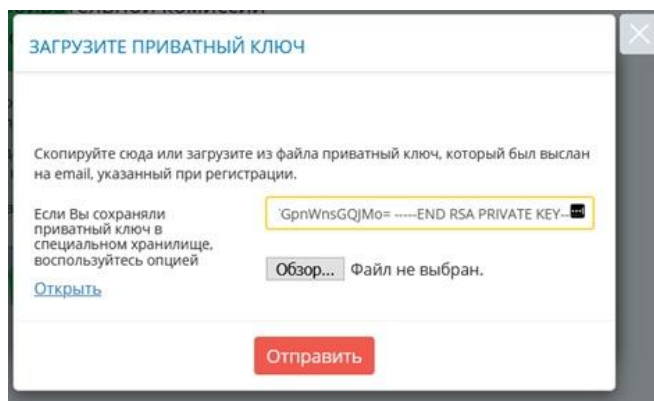 ЗАГРУЗИТЕ ПРИВАТНЫЙ КЛЮЧ
Скопируйте сюда или загрузите из файла приватный ключ, который был выслан
на email, указанный при регистрации.
Если Вы сохраняли
приватный ключ в
специальном хранилище,
воспользуйтесь опцией
Открыть
GpnWnsGQJMo= -----END RSA PRIVATE KEY--
Обзор... Файл не выбран.
Отправить